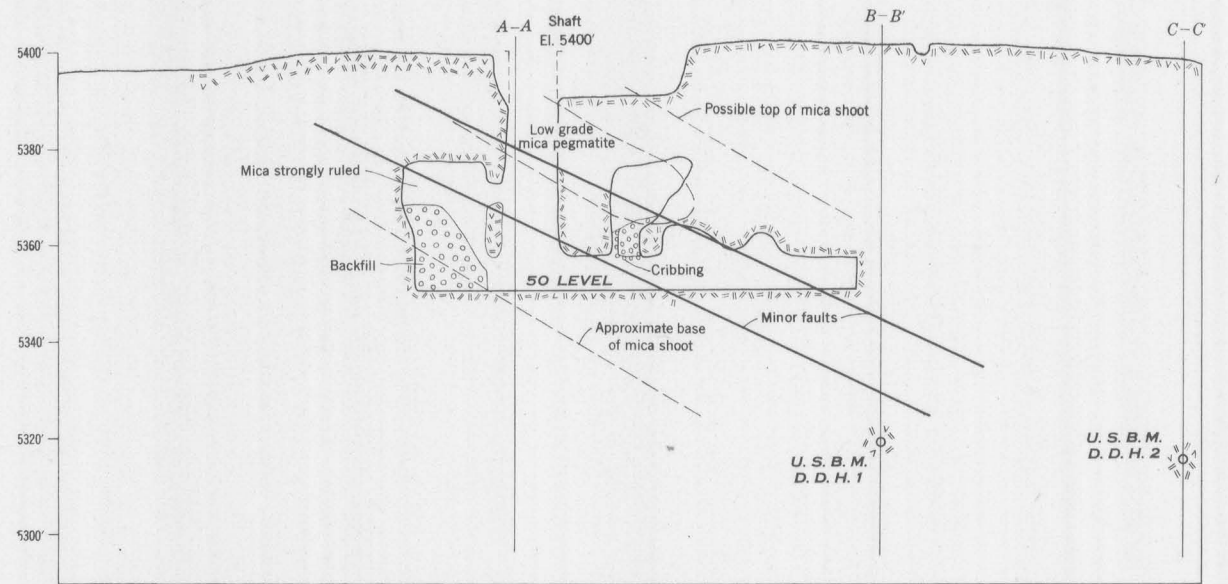 A–A
Shaft
El. 5400'
B–B'
C–C'
5400'
Possible top of mica shoot
Low grade
mica pegmatite
5380'
Mica strongly ruled
5360'
Backfill
Cribbing
50 LEVEL
Minor faults
Approximate base
of mica shoot
5340'
5320'
U. S. B. M.
D. D. H. 1
U. S. B. M.
D. D. H. 2
5300'